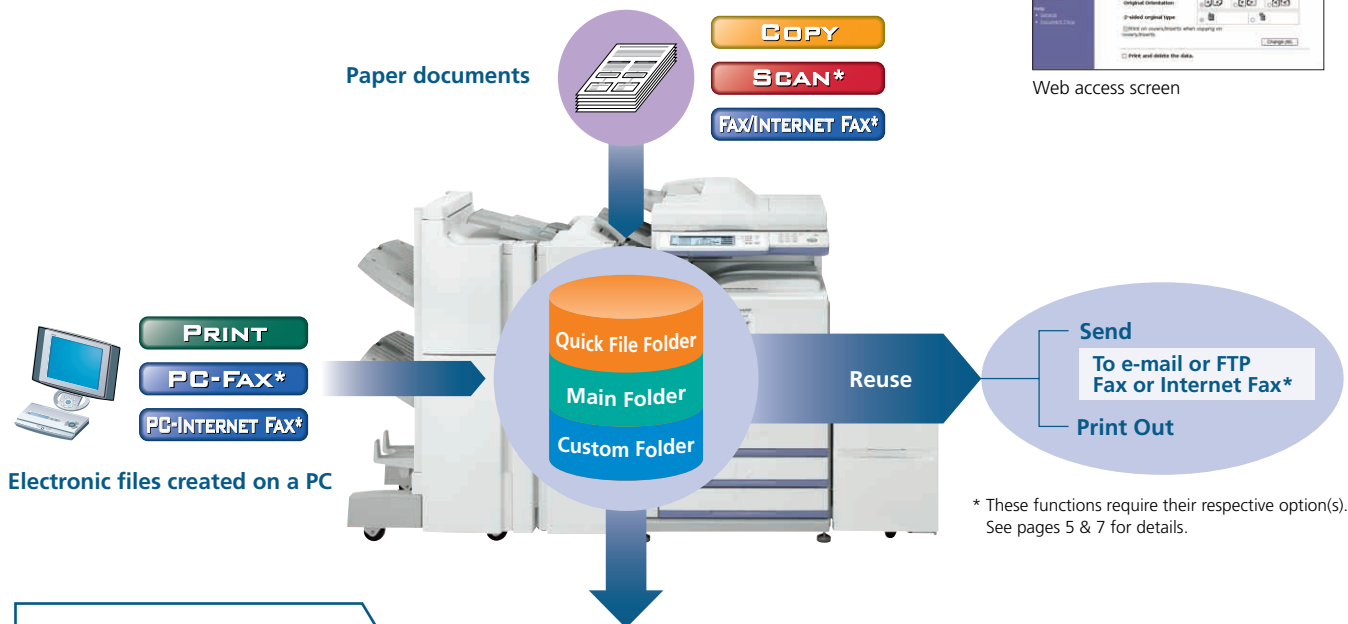 Original Orientation
2-sided orginal type
Print on covers/inserts when copying on
covers/inserts
Change (All)
Print and delete the data.
Help
Web access screen
Paper documents
COPY
SCAN*
FAX/INTERNET FAX*
PRINT
PC-FAX*
PC-INTERNET FAX*
Electronic files created on a PC
Quick File Folder
Main Folder
Custom Folder
Reuse
Send
To e-mail or FTP
Fax or Internet Fax*
Print Out
* These functions require their respective option(s).
See pages 5 & 7 for details.